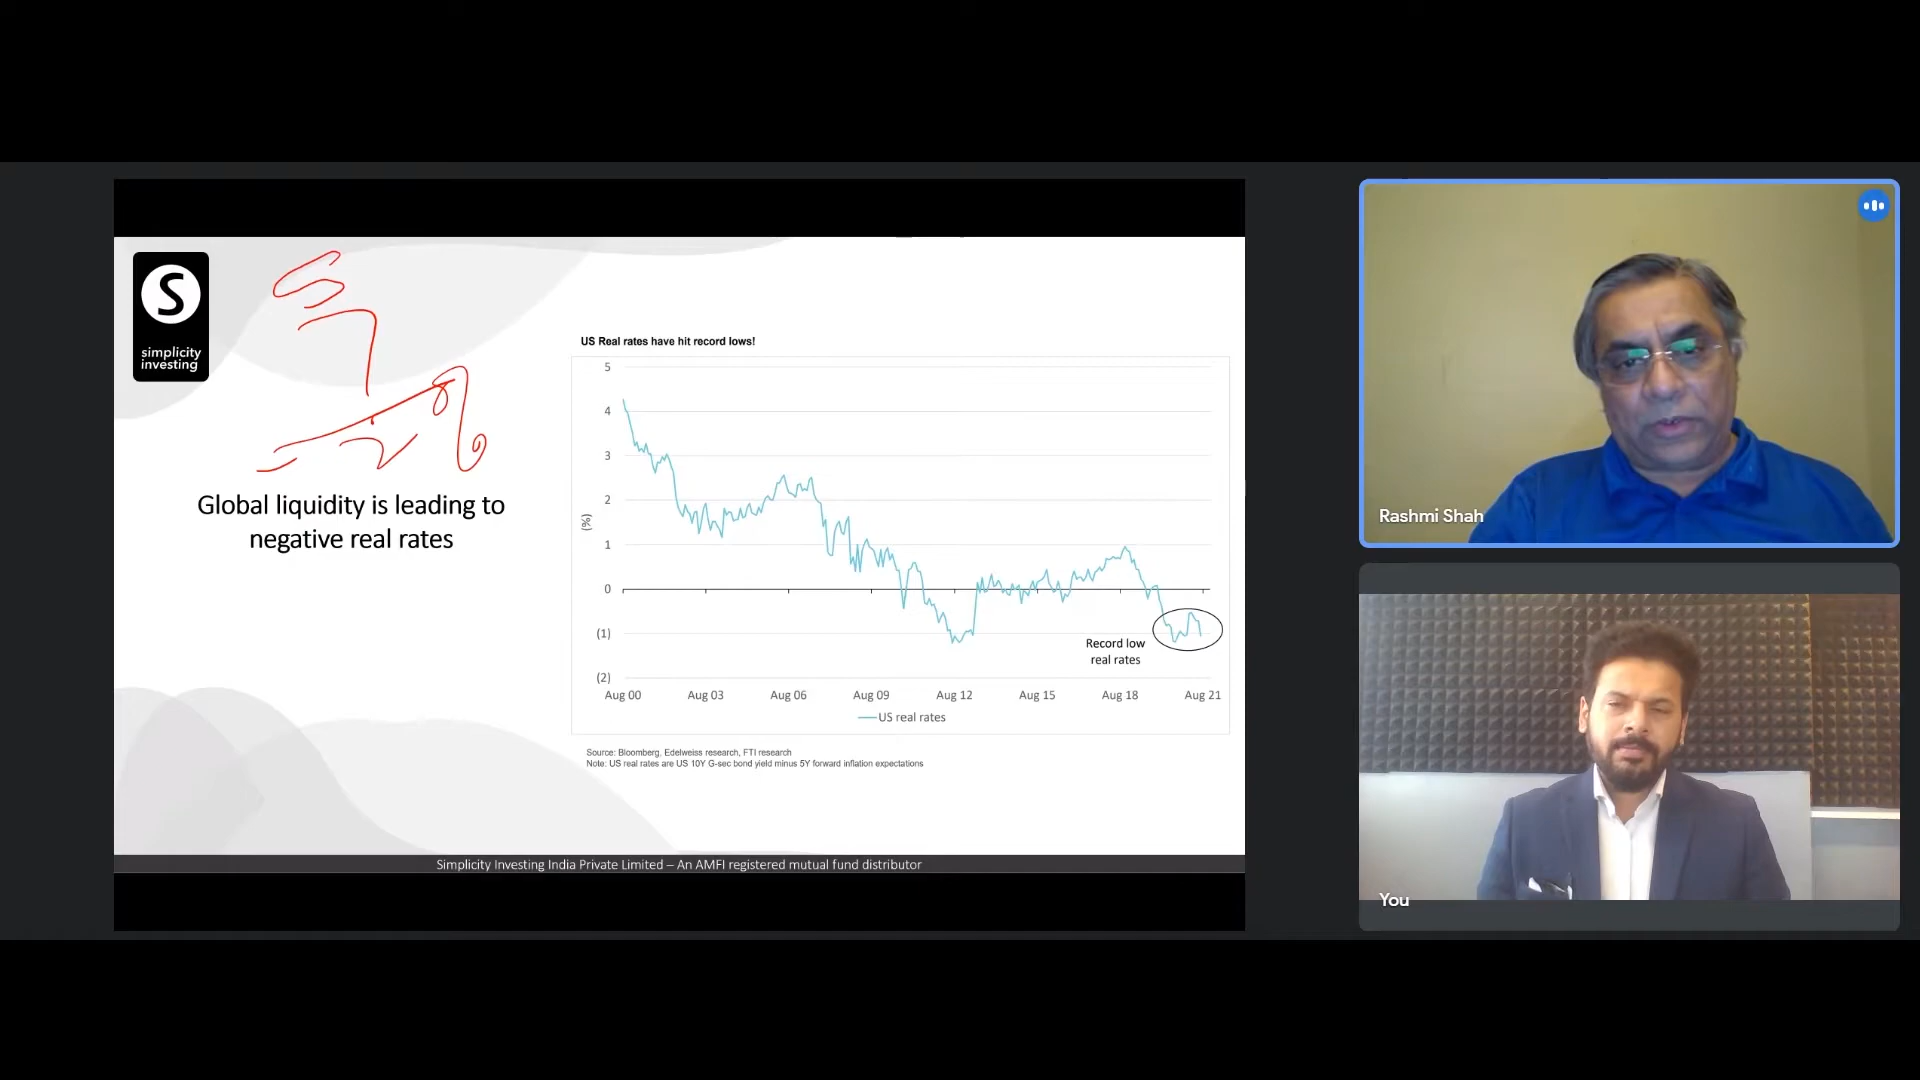 S
simplicity
investing
Global liquidity is leading to
negative real rates
US Real rates have hit record lows!
5
4
3
2
1
0
(1)
(2)
(%)
Record low
real rates
Aug 00 Aug 03 Aug 06 Aug 09 Aug 12 Aug 15 Aug 18 Aug 21
US real rates
Source: Bloomberg, Edelweiss research, FTI research
Note: US real rates are US 10Y G-sec bond yield minus 5Y forward inflation expectations
Simplicity Investing India Private Limited – An AMFI registered mutual fund distributor
Rashmi Shah
You